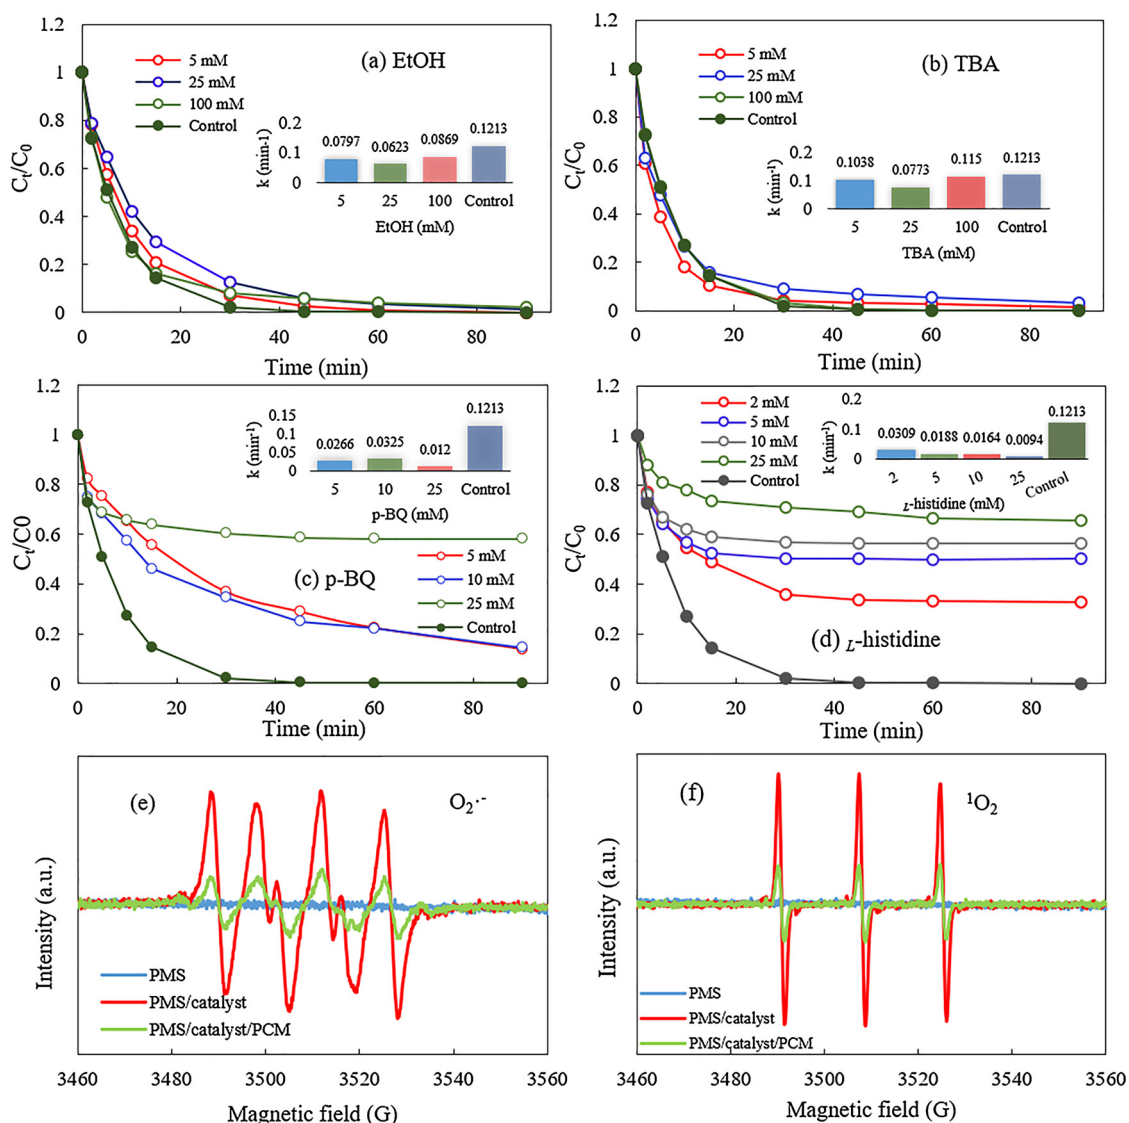 (a) EtOH
C_t/C_0
1.2
1
0.8
0.6
0.4
0.2
0
5 mM
25 mM
100 mM
Control
k (min-1)
0.2
0.1
0
0.0797
0.0623
0.0869
0.1213
5 25 100 Control
EtOH (mM)
0 20 40 60 80
Time (min)
(b) TBA
C_t/C_0
1.2
1
0.8
0.6
0.4
0.2
0
5 mM
25 mM
100 mM
Control
k (min⁻¹)
0.2
0.1
0
0.1038
0.0773
0.115
0.1213
5 25 100 Control
TBA (mM)
0 20 40 60 80
Time (min)
C_t/C0
1.2
1
0.8
0.6
0.4
0.2
0
k (min⁻¹)
0.15
0.1
0.05
0
0.0266
0.0325
0.012
0.1213
5 10 25 Control
p-BQ (mM)
(c) p-BQ
5 mM
10 mM
25 mM
Control
0 20 40 60 80
Time (min)
C_t/C_0
1.2
1
0.8
0.6
0.4
0.2
0
2 mM
5 mM
10 mM
25 mM
Control
k (min⁻¹)
0.2
0.1
0
0.0309
0.0188
0.0164
0.0094
0.1213
2 5 10 25 Control
L-histidine (mM)
(d) L-histidine
0 20 40 60 80
Time (min)
(e)
O₂·-
Intensity (a.u.)
PMS
PMS/catalyst
PMS/catalyst/PCM
3460 3480 3500 3520 3540 3560
Magnetic field (G)
(f)
¹O₂
Intensity (a.u.)
PMS
PMS/catalyst
PMS/catalyst/PCM
3460 3480 3500 3520 3540 3560
Magnetic field (G)